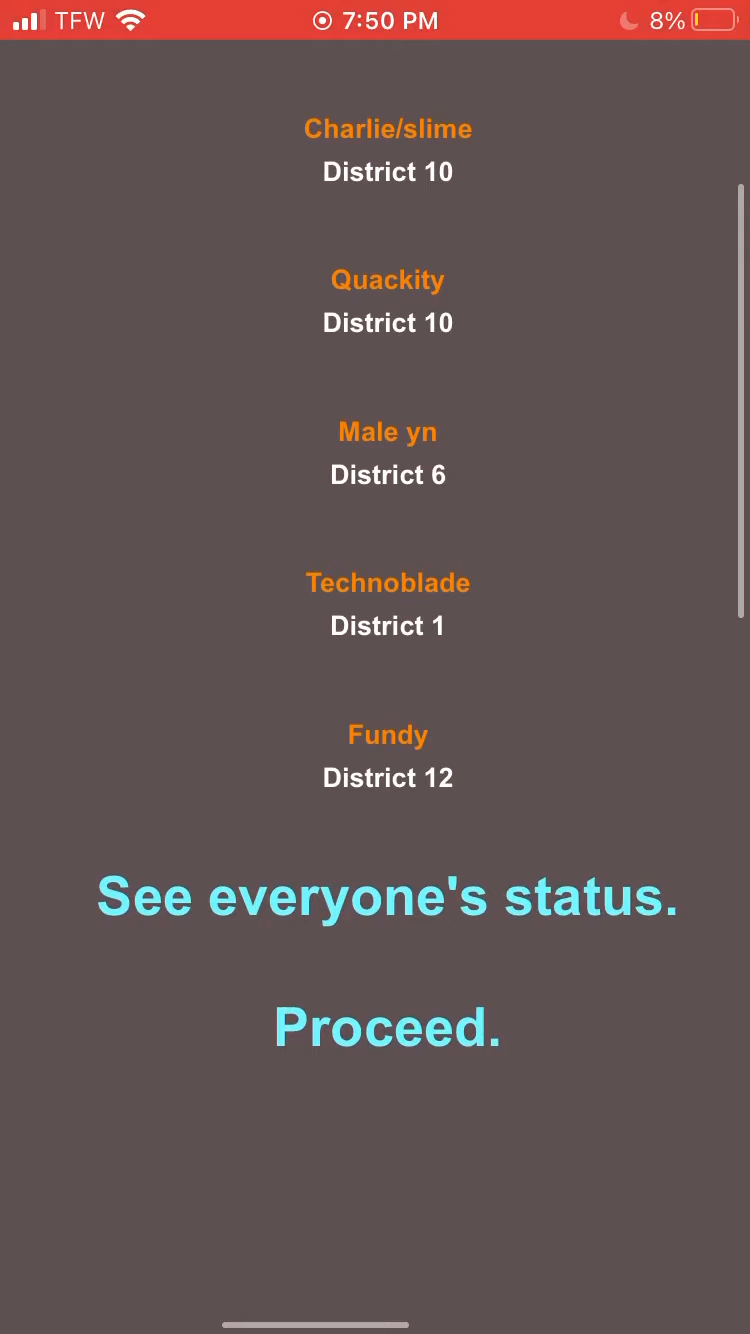 TFW 7:50 PM 8%
Charlie/slime
District 10
Quackity
District 10
Male yn
District 6
Technoblade
District 1
Fundy
District 12
See everyone's status.
Proceed.